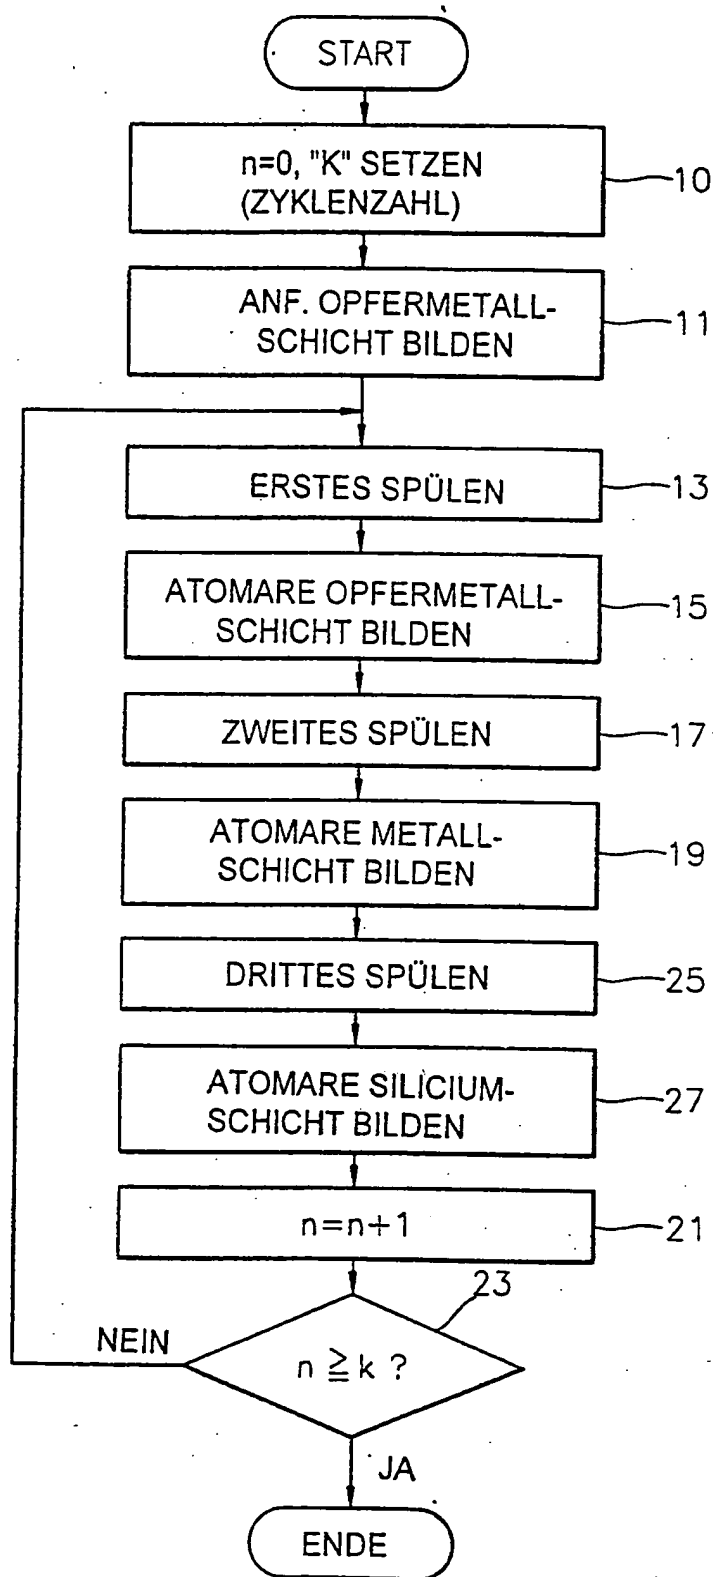 START
n=0, "K" SETZEN
(ZYKLENZAHL)
10
ANF. OPFERMETALL-
SCHICHT BILDEN
11
ERSTES SPÜLEN
13
ATOMARE OPFERMETALL-
SCHICHT BILDEN
15
ZWEITES SPÜLEN
17
ATOMARE METALL-
SCHICHT BILDEN
19
DRITTES SPÜLEN
25
ATOMARE SILICIUM-
SCHICHT BILDEN
27
n=n+1
21
23
NEIN
n ≧ k ?
JA
ENDE